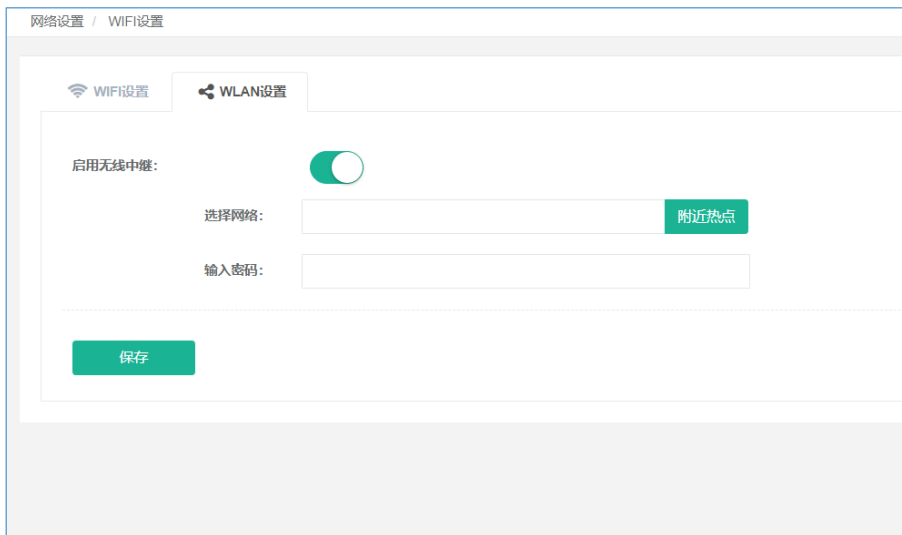 网络设置 / WIFI设置
WIFI设置 WLAN设置
启用无线中继：
选择网络： 附近热点
输入密码：
保存